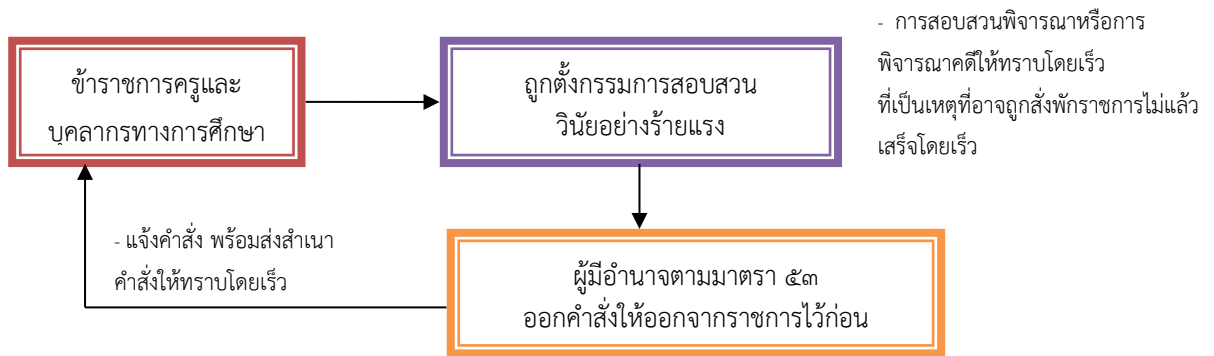 ข้าราชการครูและ
บุคลากรทางการศึกษา
ถูกตั้งกรรมการสอบสวน
วินัยอย่างร้ายแรง
- การสอบสวนพิจารณาหรือการ
พิจารณาคดีให้ทราบโดยเร็ว
ที่เป็นเหตุที่อาจถูกสั่งพักราชการไม่แล้ว
เสร็จโดยเร็ว
- แจ้งคำสั่ง พร้อมส่งสำเนา
คำสั่งให้ทราบโดยเร็ว
ผู้มีอำนาจตามมาตรา ๕๓
ออกคำสั่งให้ออกจากราชการไว้ก่อน